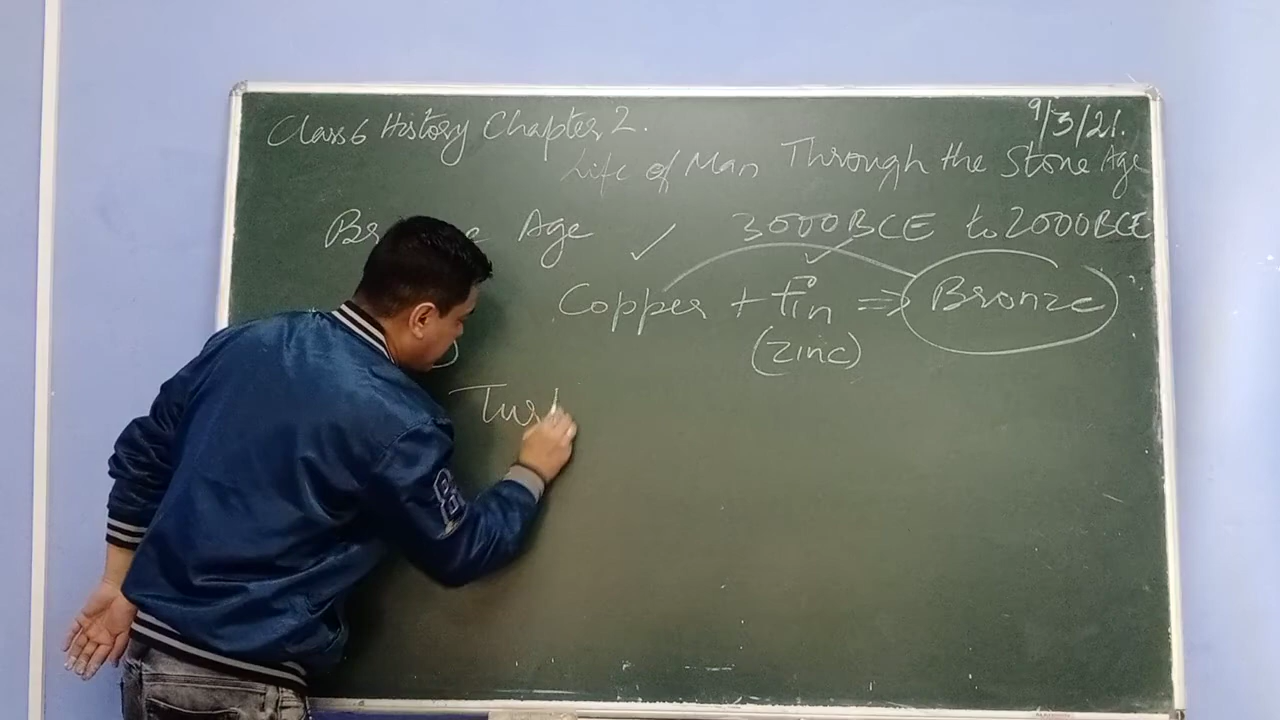 Class 6 History Chapter 2.
9/3/21.
Life of Man Through the Stone Age
Age 3000BCE to 2000BCE
Copper + tin ⇒ Bronze
(Zinc)